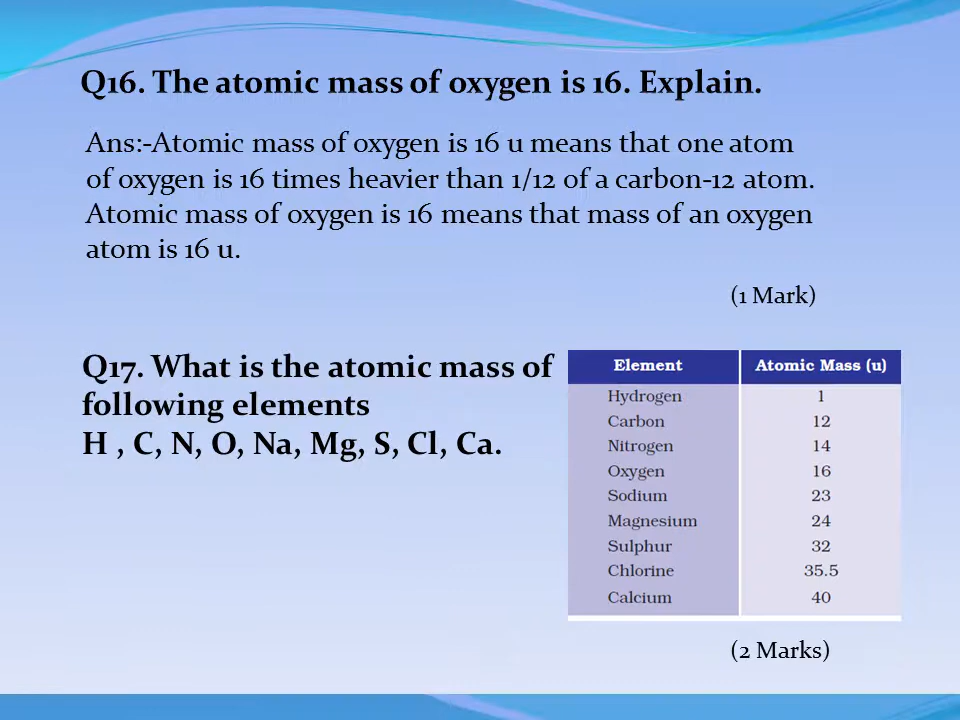 Q16. The atomic mass of oxygen is 16. Explain.
Ans:-Atomic mass of oxygen is 16 u means that one atom
of oxygen is 16 times heavier than 1/12 of a carbon-12 atom.
Atomic mass of oxygen is 16 means that mass of an oxygen
atom is 16 u.
(1 Mark)
Q17. What is the atomic mass of
following elements
H , C, N, O, Na, Mg, S, Cl, Ca.
Element Atomic Mass (u)
Hydrogen 1
Carbon 12
Nitrogen 14
Oxygen 16
Sodium 23
Magnesium 24
Sulphur 32
Chlorine 35.5
Calcium 40
(2 Marks)